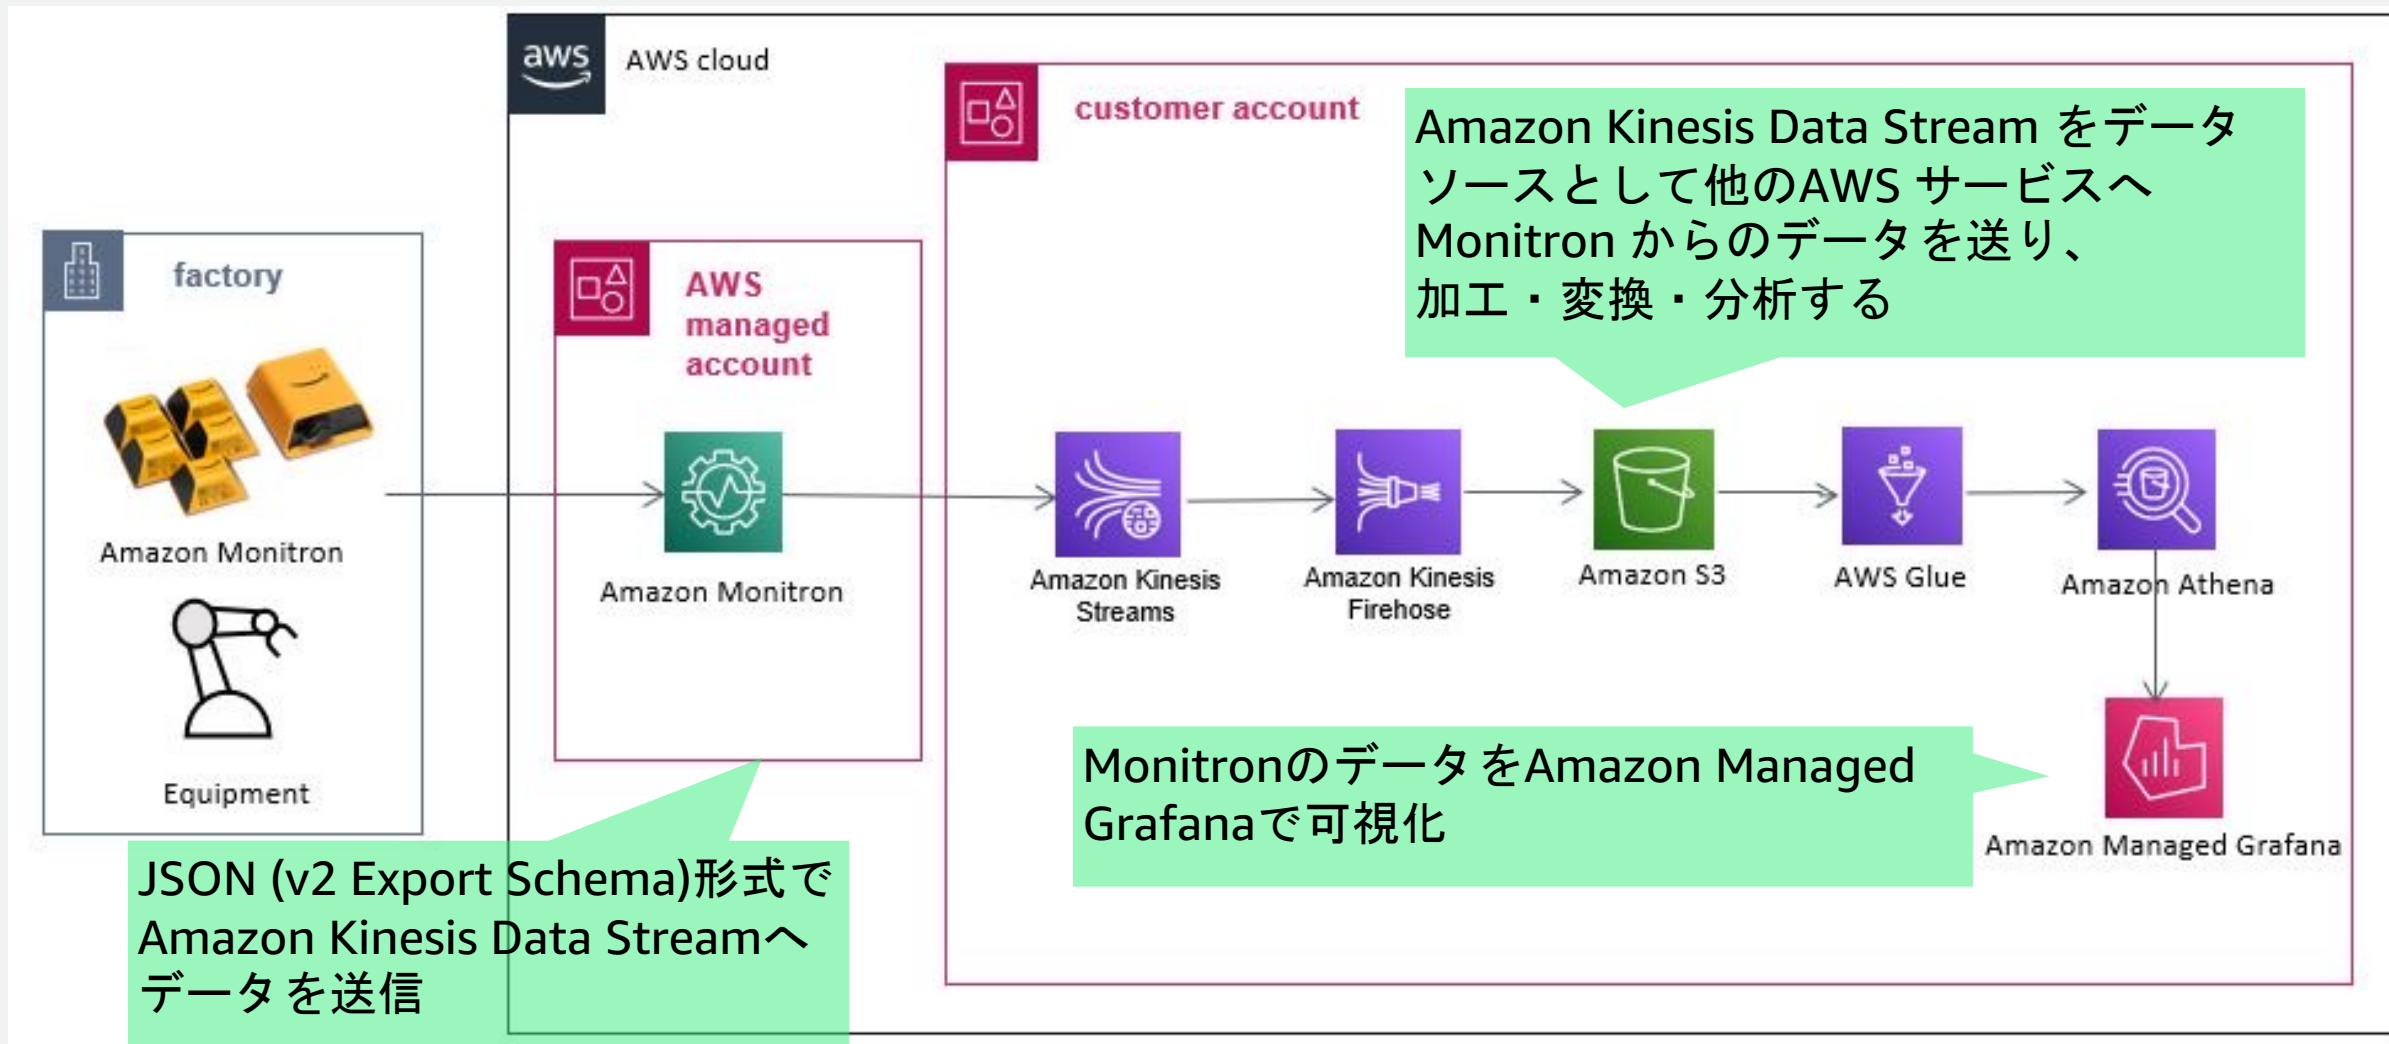 aws
AWS cloud
customer account
Amazon Kinesis Data Stream をデータ
ソースとして他のAWS サービスへ
Monitron からのデータを送り、
加工・変換・分析する
factory
AWS
managed
account
Amazon Monitron
Equipment
Amazon Monitron
Amazon Kinesis
Streams
Amazon Kinesis
Firehose
Amazon S3
AWS Glue
Amazon Athena
MonitronのデータをAmazon Managed
Grafanaで可視化
Amazon Managed Grafana
JSON (v2 Export Schema)形式で
Amazon Kinesis Data Streamへ
データを送信